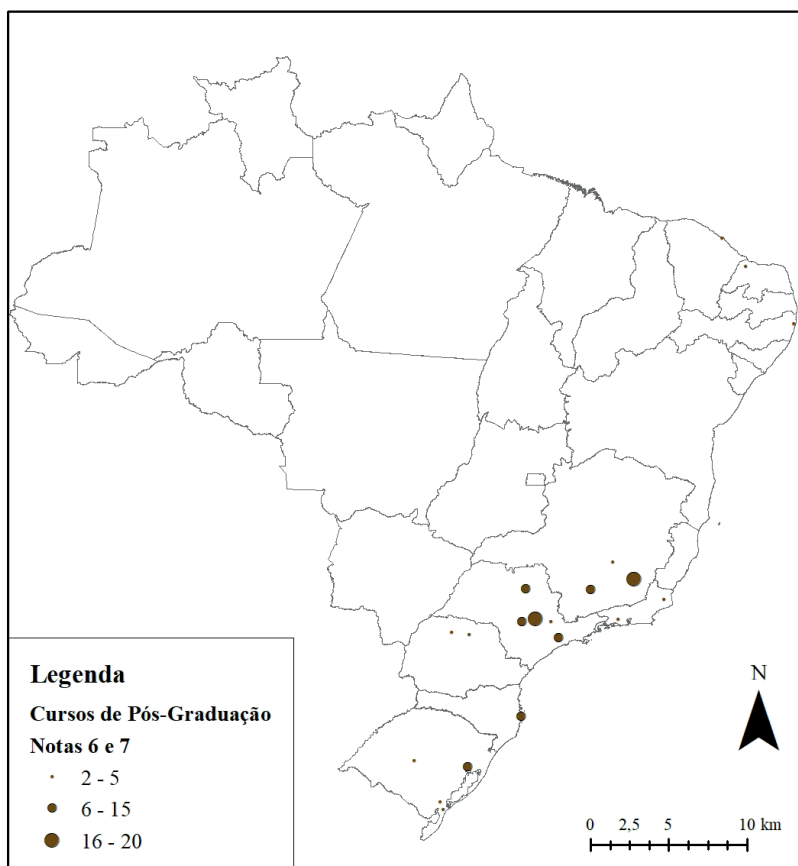 N
Legenda
Cursos de Pós-Graduação
Notas 6 e 7
2 - 5
6 - 15
16 - 20
0 2,5 5 10 km